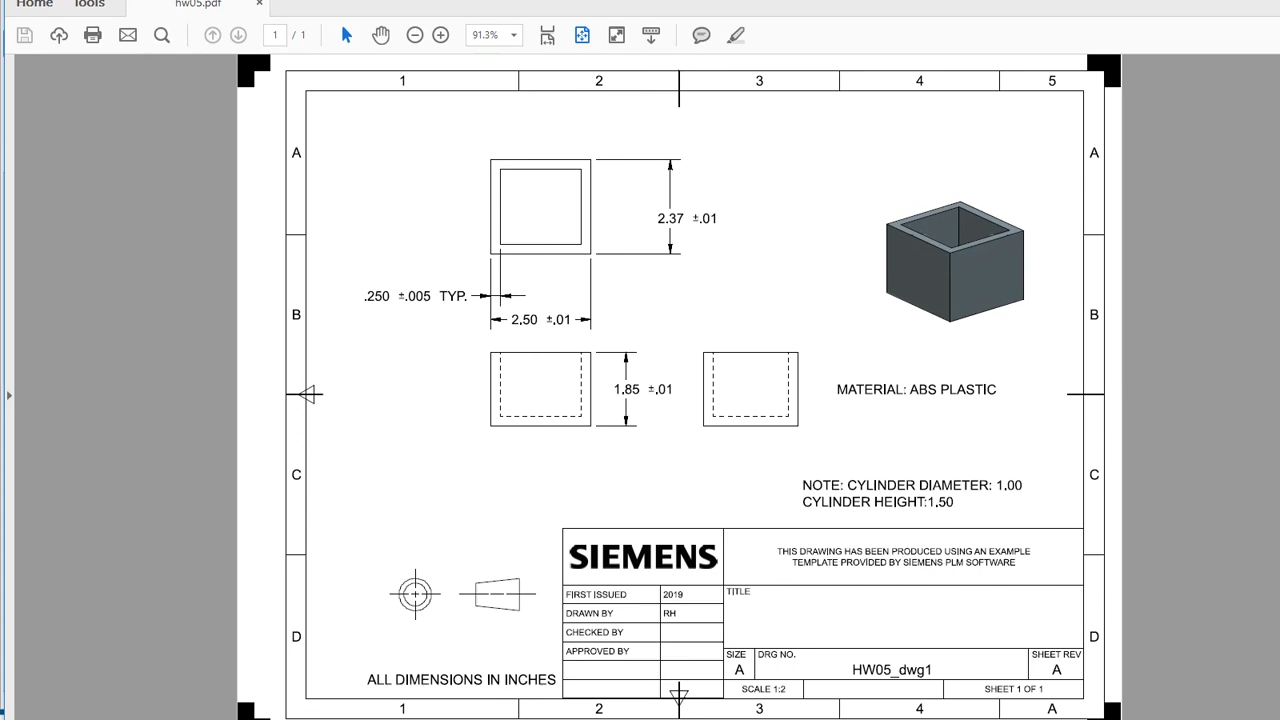 Home Tools hw05.pdf ×
1 / 1 91.3%
1 2 3 4 5
A A
2.37 ±.01
.250 ±.005 TYP.
B B
2.50 ±.01
1.85 ±.01 MATERIAL: ABS PLASTIC
C C
NOTE: CYLINDER DIAMETER: 1.00
CYLINDER HEIGHT:1.50
SIEMENS
THIS DRAWING HAS BEEN PRODUCED USING AN EXAMPLE
TEMPLATE PROVIDED BY SIEMENS PLM SOFTWARE
FIRST ISSUED 2019
TITLE
DRAWN BY RH
CHECKED BY
D D
APPROVED BY
SIZE DRG NO. SHEET REV
A HW05_dwg1 A
ALL DIMENSIONS IN INCHES
SCALE 1:2 SHEET 1 OF 1
1 2 3 4 A